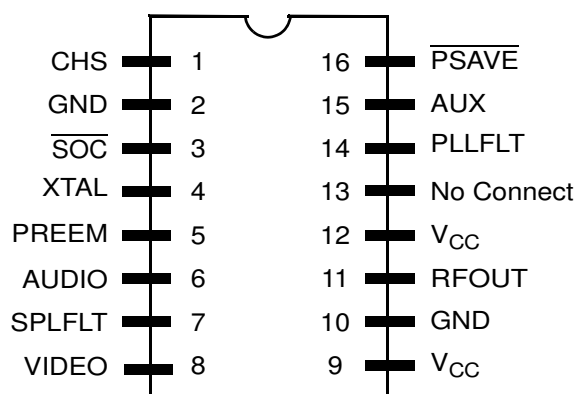 CHS 1 16 PSAVE
GND 2 15 AUX
SOC 3 14 PLLFLT
XTAL 4 13 No Connect
PREEM 5 12 VCC
AUDIO 6 11 RFOUT
SPLFLT 7 10 GND
VIDEO 8 9 VCC